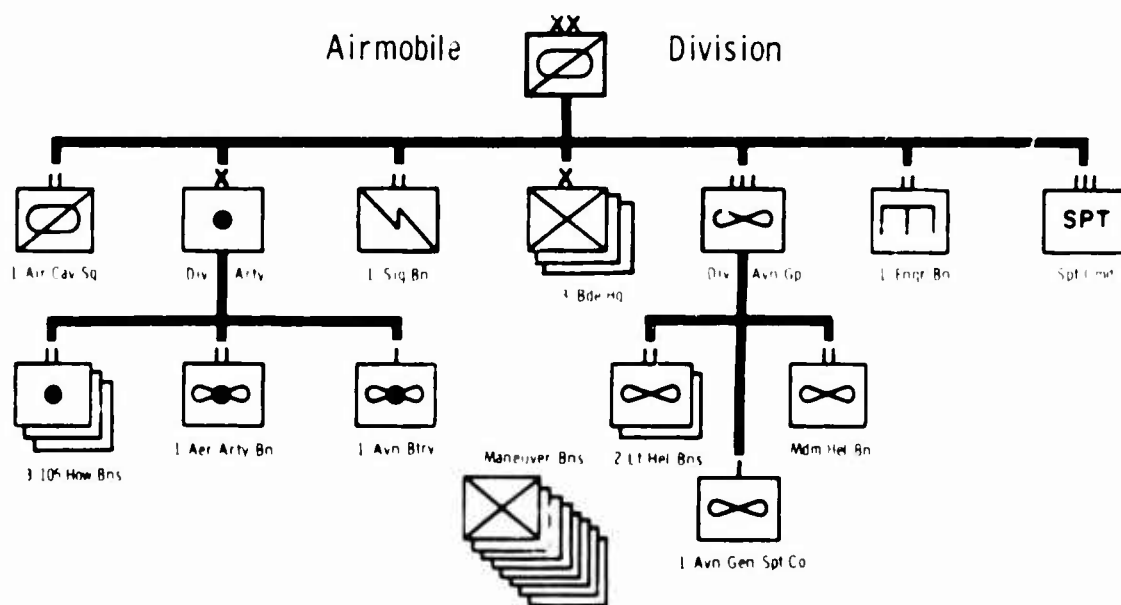 Airmobile Division
SPT
1 Air Cav Sq
Div Arty
1 Sig Bn
3 Bde Hq
Div Avn Gp
1 Engr Bn
Spt Cmd
3 105 How Bns
1 Aer Arty Bn
1 Avn Btry
Maneuver Bns
2 Lt Hel Bns
Mdm Hel Bn
1 Avn Gen Spt Co